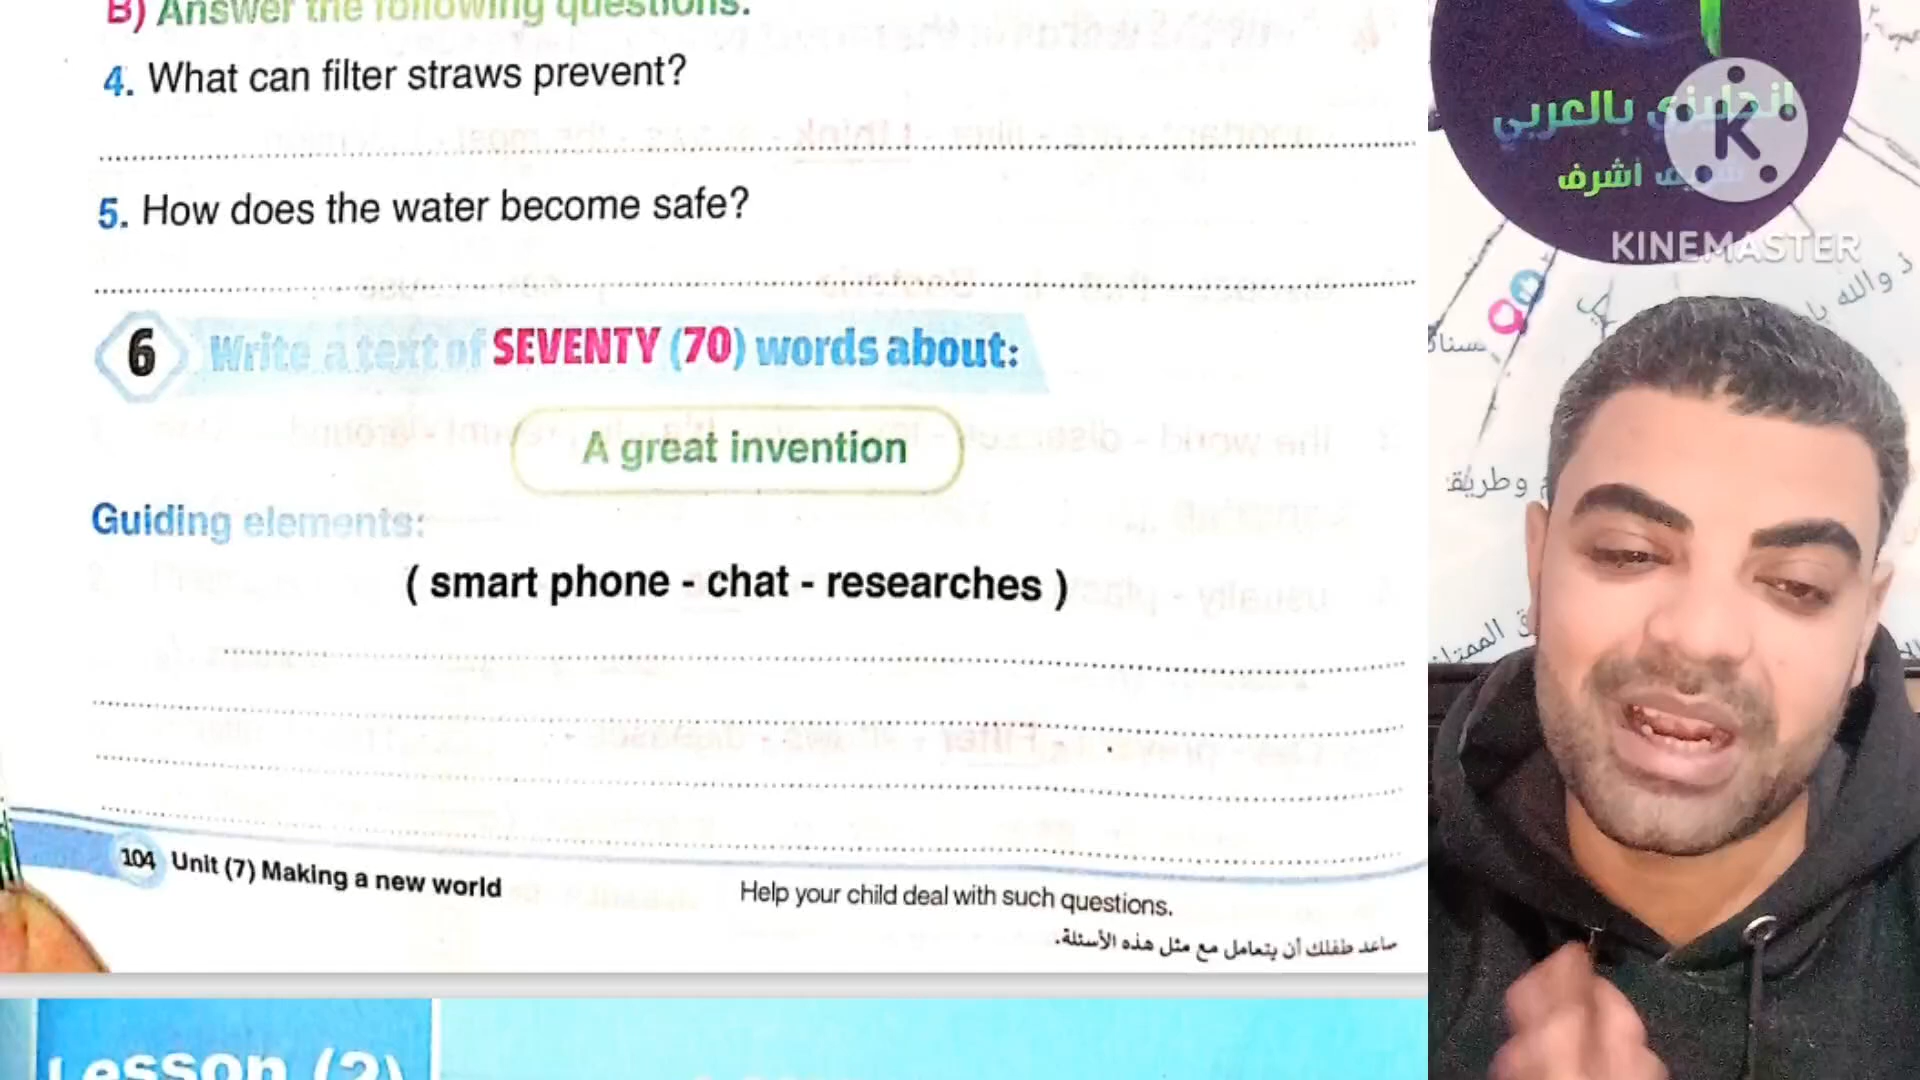 B) Answer the following questions.
4. What can filter straws prevent?
5. How does the water become safe?
6 Write a text of SEVENTY (70) words about:
A great invention
Guiding elements:
( smart phone - chat - researches )
104 Unit (7) Making a new world
Help your child deal with such questions.
ساعد طفلك أن يتعامل مع مثل هذه الأسئلة.
Lesson (2)
انجليزي بالعربي
أشرف
K
KINEMASTER
والله
وطريقة